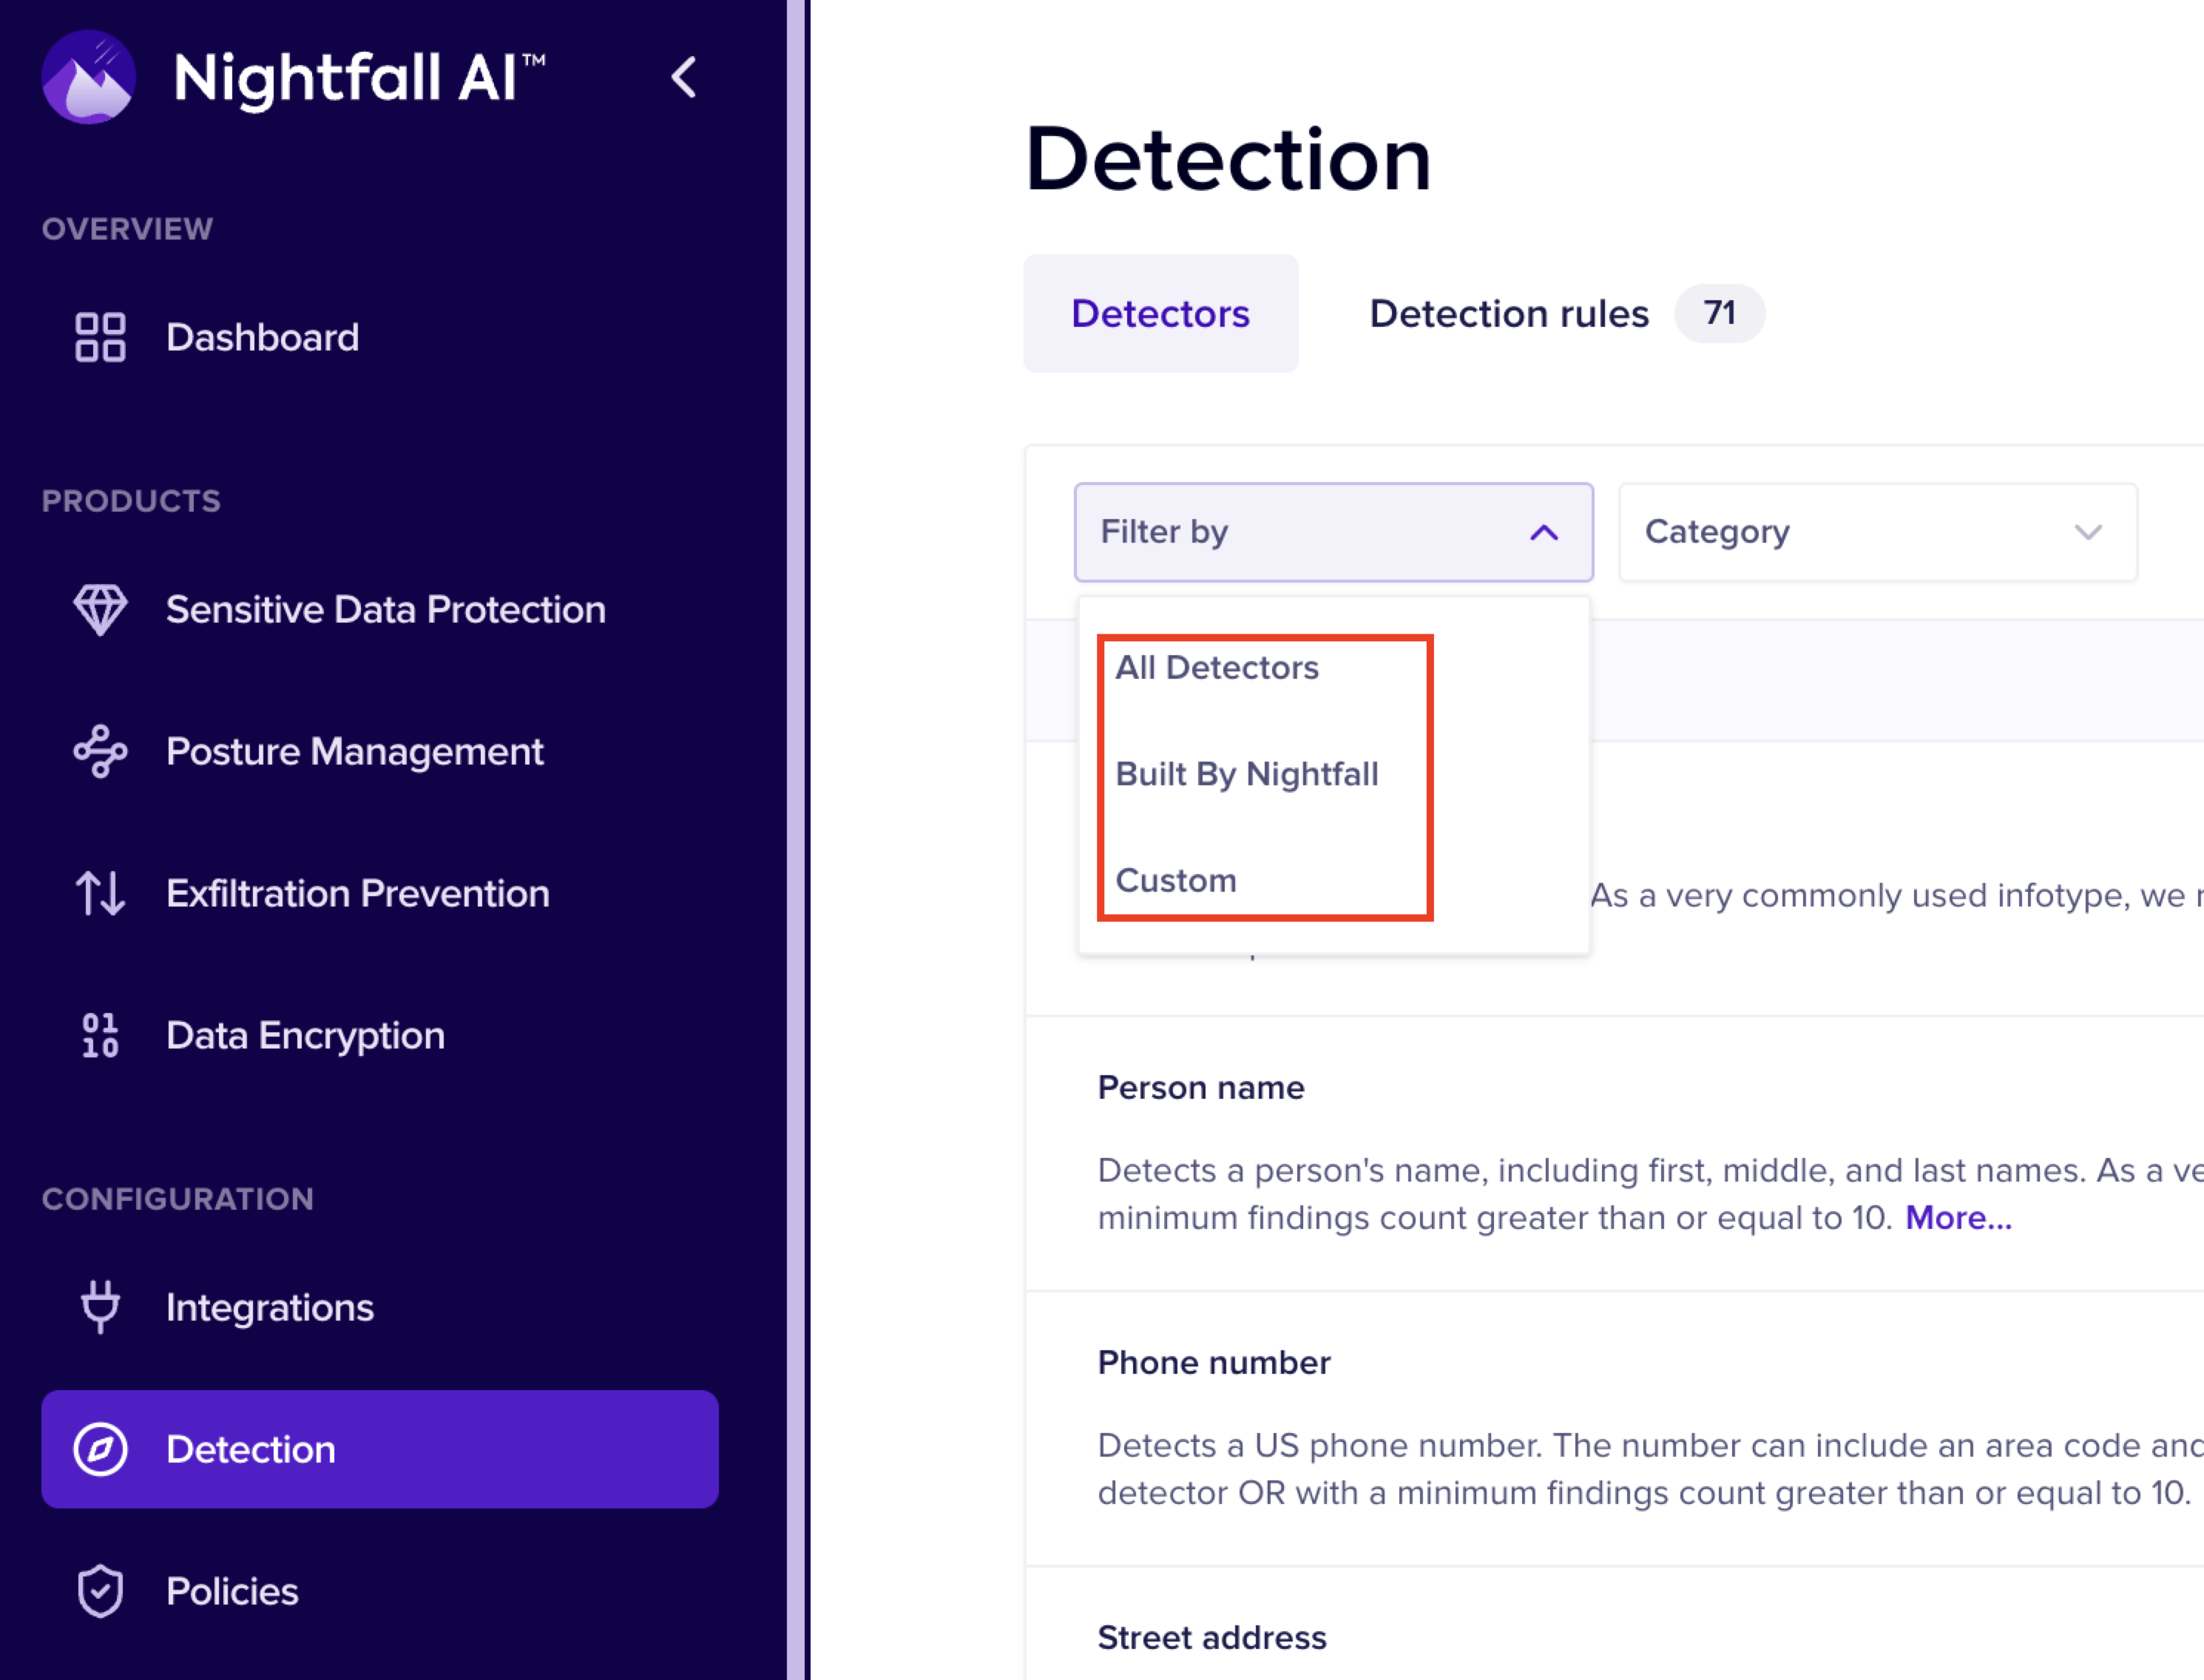 Nightfall AI™
OVERVIEW
Dashboard
PRODUCTS
Sensitive Data Protection
Posture Management
Exfiltration Prevention
01
10
Data Encryption
CONFIGURATION
Integrations
Detection
Policies
Detection
Detectors
Detection rules 71
Filter by
Category
All Detectors
Built By Nightfall
Custom
As a very commonly used infotype, we
Person name
Detects a person's name, including first, middle, and last names. As a
minimum findings count greater than or equal to 10. More...
Phone number
Detects a US phone number. The number can include an area code and
detector OR with a minimum findings count greater than or equal to 10.
Street address